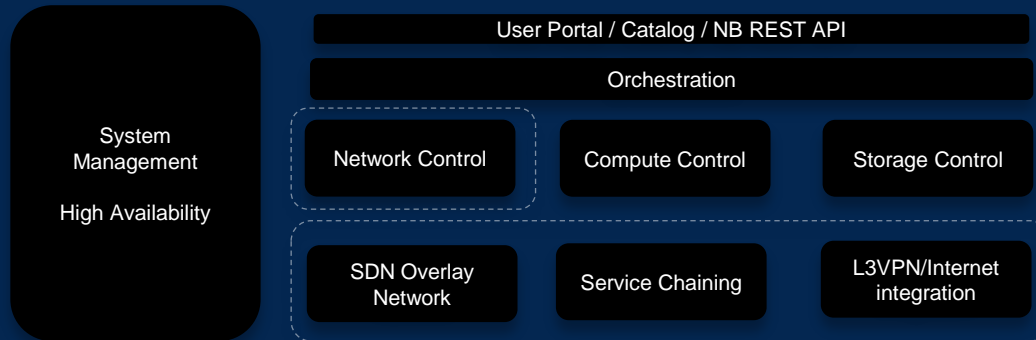 System
Management
High Availability
User Portal / Catalog / NB REST API
Orchestration
Network Control
Compute Control
Storage Control
SDN Overlay
Network
Service Chaining
L3VPN/Internet
integration